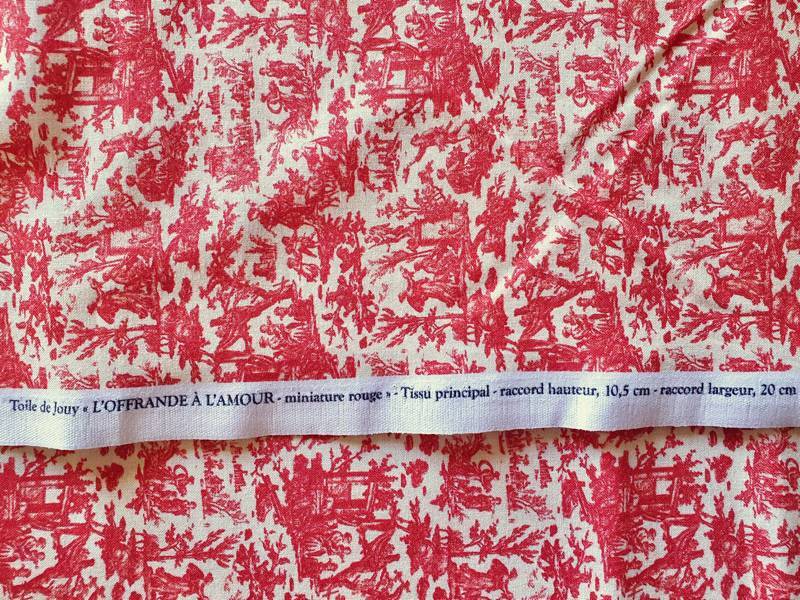 Toile de Jouy « L'OFFRANDE À L'AMOUR - miniature rouge » - Tissu principal - raccord hauteur, 10,5 cm - raccord largeur, 20 cm